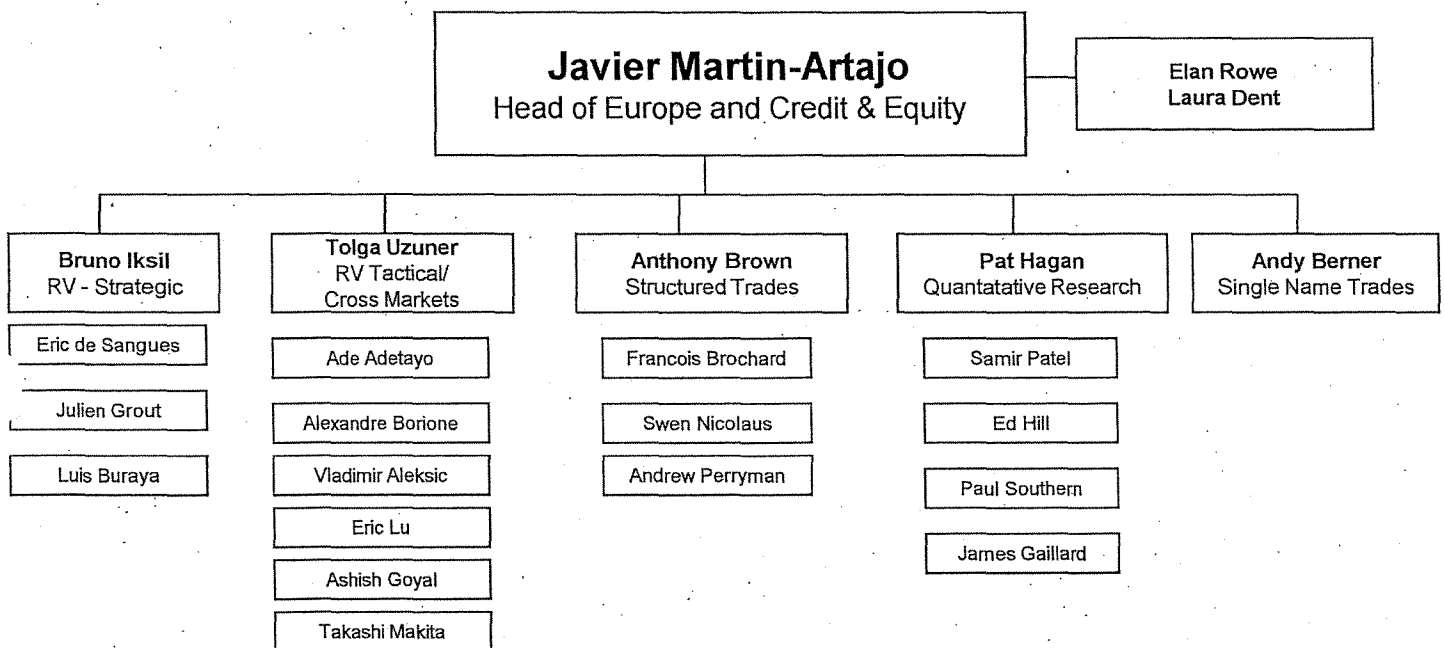 Javier Martin-Artajo
Head of Europe and Credit & Equity
Elan Rowe
Laura Dent
Bruno Iksil
RV - Strategic
Eric de Sangues
Julien Grout
Luis Buraya
Tolga Uzuner
RV Tactical/
Cross Markets
Ade Adetayo
Alexandre Borione
Vladimir Aleksic
Eric Lu
Ashish Goyal
Takashi Makita
Anthony Brown
Structured Trades
Francois Brochard
Swen Nicolaus
Andrew Perryman
Pat Hagan
Quantatative Research
Samir Patel
Ed Hill
Paul Southern
James Gaillard
Andy Berner
Single Name Trades